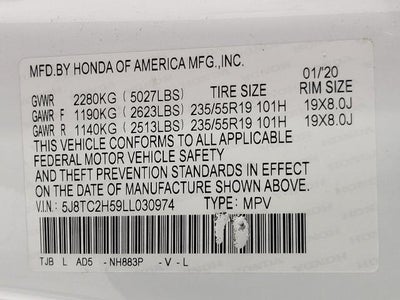 MFD.BY HONDA OF AMERICA MFG.,INC.
01/'20
GVWR 2280KG (5027LBS) TIRE SIZE RIM SIZE
GAWR F 1190KG (2623LBS) 235/55R19 101H 19X8.0J
GAWR R 1140KG (2513LBS) 235/55R19 101H 19X8.0J
THIS VEHICLE CONFORMS TO ALL APPLICABLE
FEDERAL MOTOR VEHICLE SAFETY
AND THEFT PREVENTION STANDARDS IN EFFECT
ON THE DATE OF MANUFACTURE SHOWN ABOVE.
V.I.N: 5J8TC2H59LL030974 TYPE: MPV
TJB L AD5 -NH883P -V-L